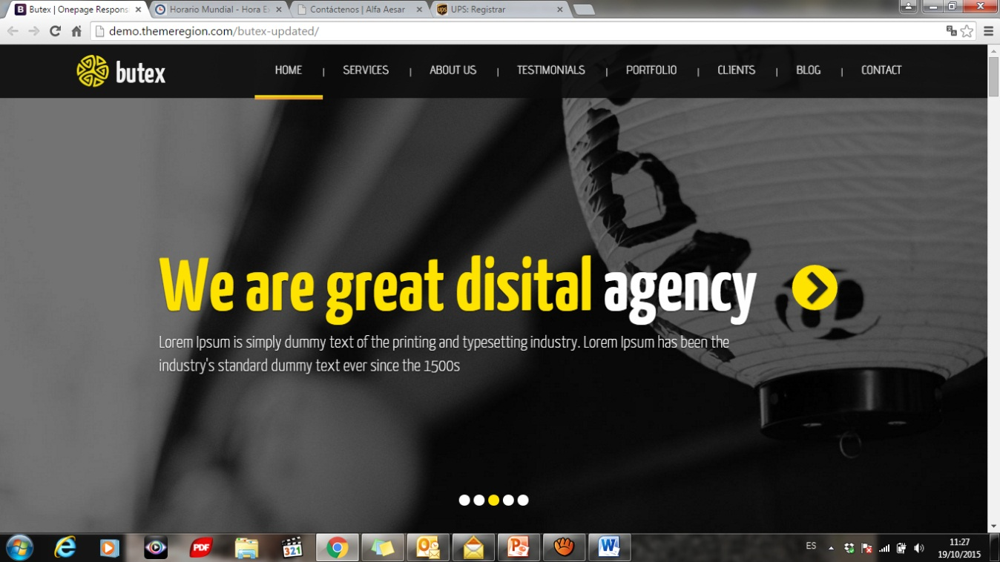 Butex | Onepage Respons
Horario Mundial - Hora E
Contáctenos | Alfa Aesar
UPS: Registrar
demo.themeregion.com/butex-updated/
butex
HOME | SERVICES | ABOUT US | TESTIMONIALS | PORTFOLIO | CLIENTS | BLOG | CONTACT
We are great disital agency
Lorem Ipsum is simply dummy text of the printing and typesetting industry. Lorem Ipsum has been the
industry's standard dummy text ever since the 1500s
PDF
321
ES
11:27
19/10/2015